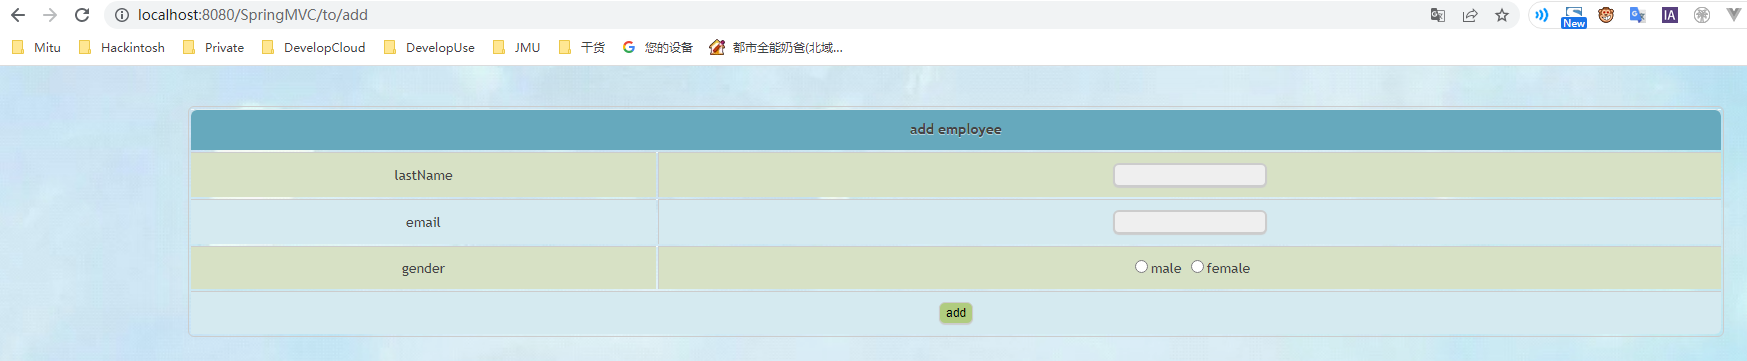 localhost:8080/SpringMVC/to/add
New
IA
Mitu Hackintosh Private DevelopCloud DevelopUse JMU 干货 您的设备 都市全能奶爸(北域...
add employee
lastName
email
gender male female
add